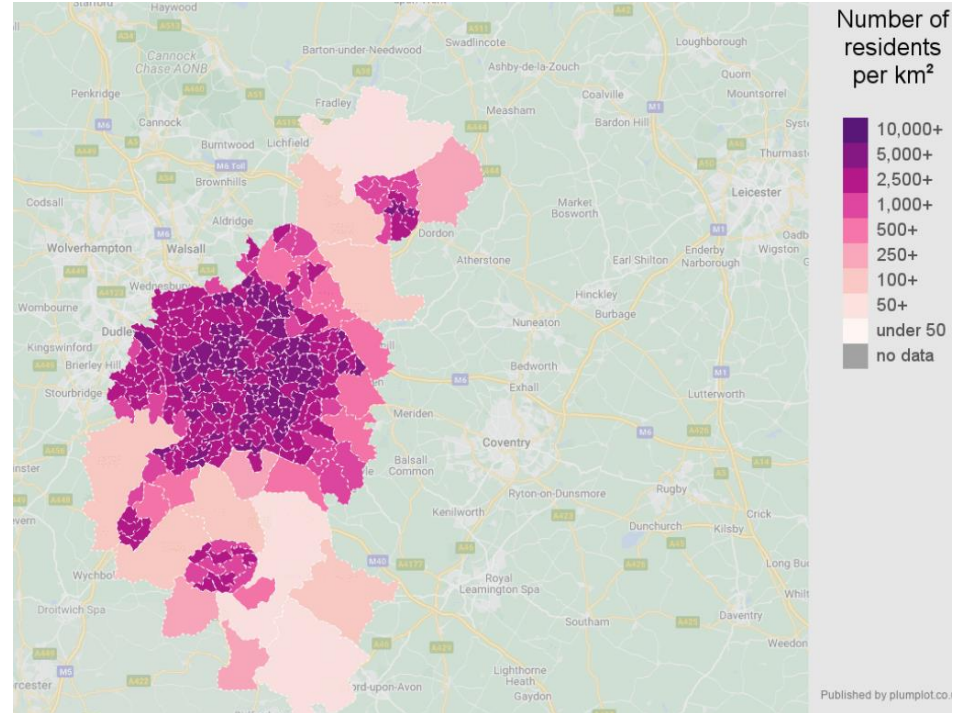 Number of
residents
per km²
10,000+
5,000+
2,500+
1,000+
500+
250+
100+
50+
under 50
no data
Published by plumplot.co.
Haywood
Swadlincote
Loughborough
Barton-under-Needwood
Cannock
Chase AONB
Ashby-de-la-Zouch
Quorn
Penkridge
Fradley
Coalville
Mountsorrel
Measham
Cannock
Bardon Hill
Burntwood
Lichfield
M6 Toll
Brownhills
Leicester
Codsall
Aldridge
Market
Bosworth
Dordon
Wolverhampton
Walsall
Enderby
Narborough
Wigston
Atherstone
Earl Shilton
Wednesbury
Hinckley
Wombourne
Burbage
Nuneaton
Kingswinford
Brierley Hill
Bedworth
Stourbridge
Exhall
Lutterworth
Meriden
Coventry
Balsall
Common
Ryton-on-Dunsmore
Rugby
Kenilworth
Crick
Dunchurch
Kilsby
Royal
Leamington Spa
Droitwich Spa
Daventry
Southam
Weedon
Lighthorne
Heath
Gaydon